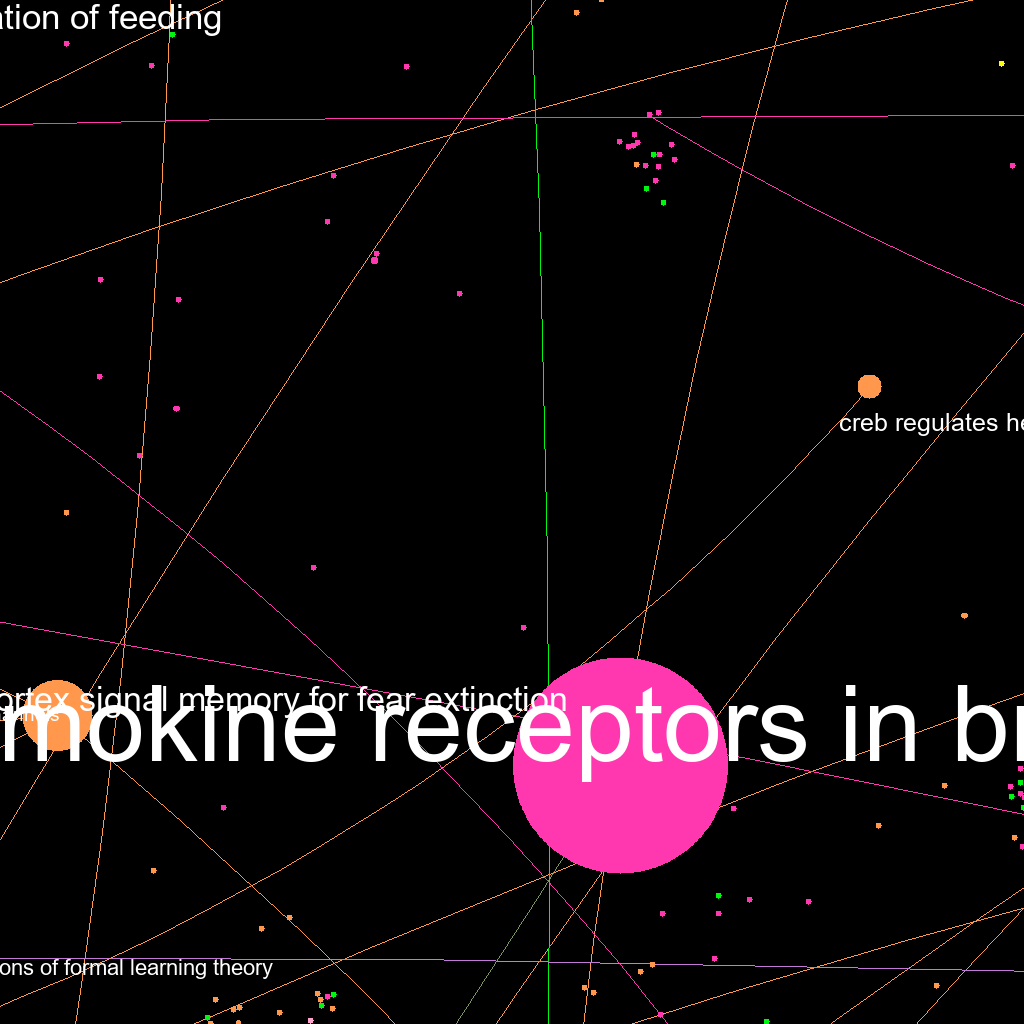 ation of feeding
creb regulates he
ortex signal memory for fear extinction
mokine receptors in br
ons of formal learning theory